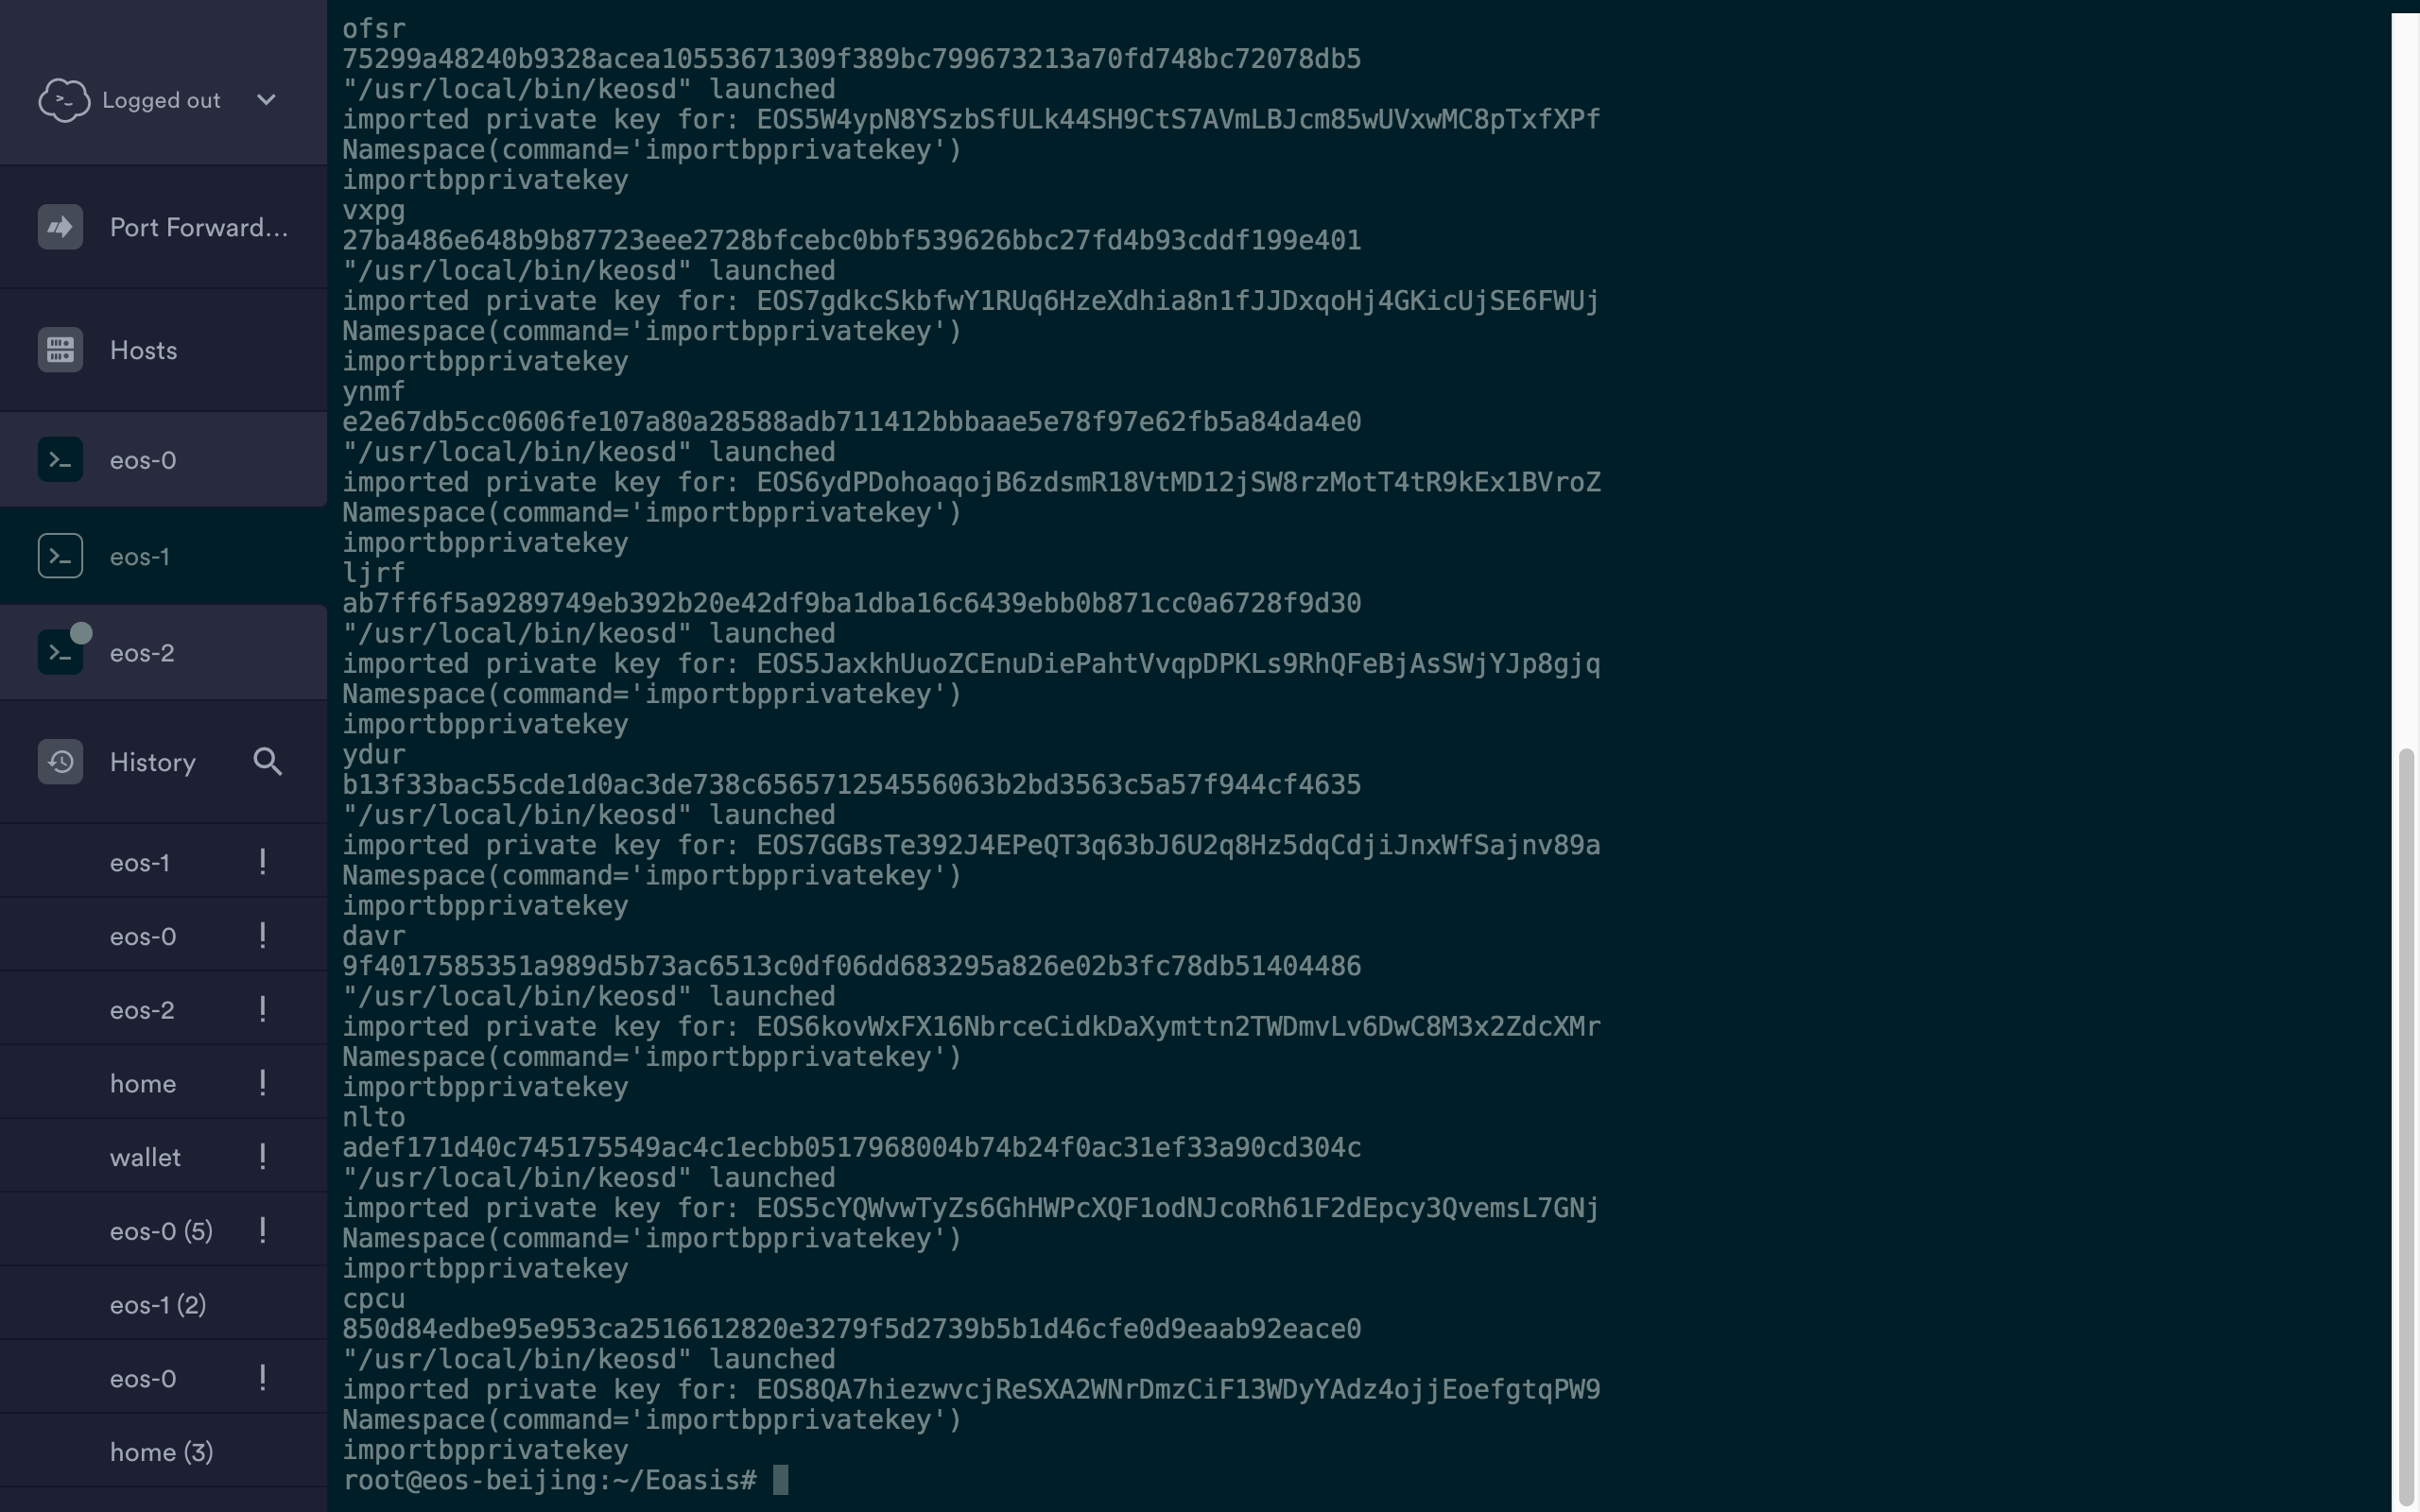 Logged out
Port Forward...
Hosts
eos-0
eos-1
eos-2
History
eos-1 !
eos-0 !
eos-2 !
home !
wallet !
eos-0 (5) !
eos-1 (2)
eos-0 !
home (3)
ofsr
75299a48240b9328acea10553671309f389bc799673213a70fd748bc72078db5
"/usr/local/bin/keosd" launched
imported private key for: EOS5W4ypN8YSzbSfULk44SH9CtS7AVmLBJcm85wUVxwMC8pTxfXPf
Namespace(command='importbpprivatekey')
importbpprivatekey
vxpg
27ba486e648b9b87723eee2728bfcebc0bbf539626bbc27fd4b93cddf199e401
"/usr/local/bin/keosd" launched
imported private key for: EOS7gdkcSkbfwY1RUq6HzeXdhia8n1fJJDxqoHj4GKicUjSE6FWUj
Namespace(command='importbpprivatekey')
importbpprivatekey
ynmf
e2e67db5cc0606fe107a80a28588adb711412bbbaae5e78f97e62fb5a84da4e0
"/usr/local/bin/keosd" launched
imported private key for: EOS6ydPDohoaqojB6zdsmR18VtMD12jSW8rzMotT4tR9kEx1BVroZ
Namespace(command='importbpprivatekey')
importbpprivatekey
ljrf
ab7ff6f5a9289749eb392b20e42df9ba1dba16c6439ebb0b871cc0a6728f9d30
"/usr/local/bin/keosd" launched
imported private key for: EOS5JaxkhUuoZCEnuDiePahtVvqpDPKLs9RhQFeBjAsSWjYJp8gjq
Namespace(command='importbpprivatekey')
importbpprivatekey
ydur
b13f33bac55cde1d0ac3de738c656571254556063b2bd3563c5a57f944cf4635
"/usr/local/bin/keosd" launched
imported private key for: EOS7GGBsTe392J4EPeQT3q63bJ6U2q8Hz5dqCdjiJnxWfSajnv89a
Namespace(command='importbpprivatekey')
importbpprivatekey
davr
9f4017585351a989d5b73ac6513c0df06dd683295a826e02b3fc78db51404486
"/usr/local/bin/keosd" launched
imported private key for: EOS6kovWxFX16NbrceCidkDaXymttn2TWDmvLv6DwC8M3x2ZdcXMr
Namespace(command='importbpprivatekey')
importbpprivatekey
nlto
adef171d40c745175549ac4c1ecbb0517968004b74b24f0ac31ef33a90cd304c
"/usr/local/bin/keosd" launched
imported private key for: EOS5cYQWvwTyZs6GhHWPcXQF1odNJcoRh61F2dEpcy3QvemsL7GNj
Namespace(command='importbpprivatekey')
importbpprivatekey
cpcu
850d84edbe95e953ca2516612820e3279f5d2739b5b1d46cfe0d9eaab92eace0
"/usr/local/bin/keosd" launched
imported private key for: EOS8QA7hiezwvcjReSXA2WNrDmzCiF13WDyYAdz4ojjEoefgtqPW9
Namespace(command='importbpprivatekey')
importbpprivatekey
root@eos-beijing:~/Eoasis#